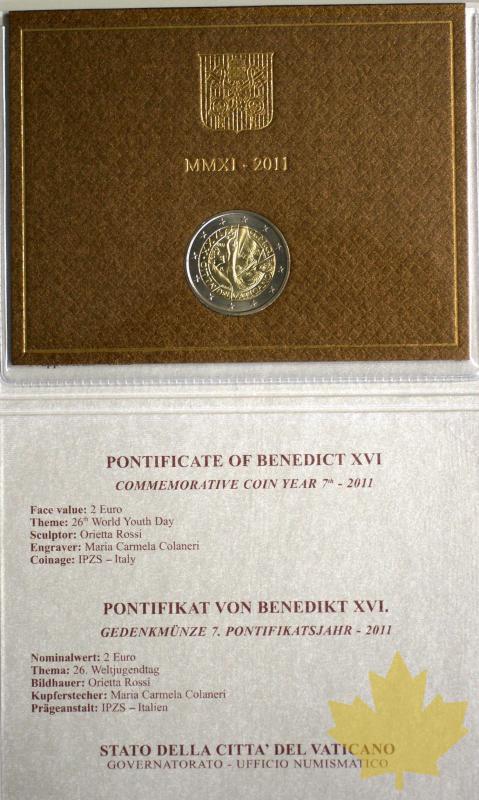 MMXI - 2011
PONTIFICATE OF BENEDICT XVI
COMMEMORATIVE COIN YEAR 7th - 2011
Face value: 2 Euro
Theme: 26th World Youth Day
Sculptor: Orietta Rossi
Engraver: Maria Carmela Colaneri
Coinage: IPZS – Italy
PONTIFIKAT VON BENEDIKT XVI.
GEDENKMÜNZE 7. PONTIFIKATSJAHR - 2011
Nominalwert: 2 Euro
Thema: 26. Weltjugendtag
Bildhauer: Orietta Rossi
Kupferstecher: Maria Carmela Colaneri
Prägeanstalt: IPZS – Italien
STATO DELLA CITTA' DEL VATICANO
GOVERNATORATO - UFFICIO NUMISMATICO